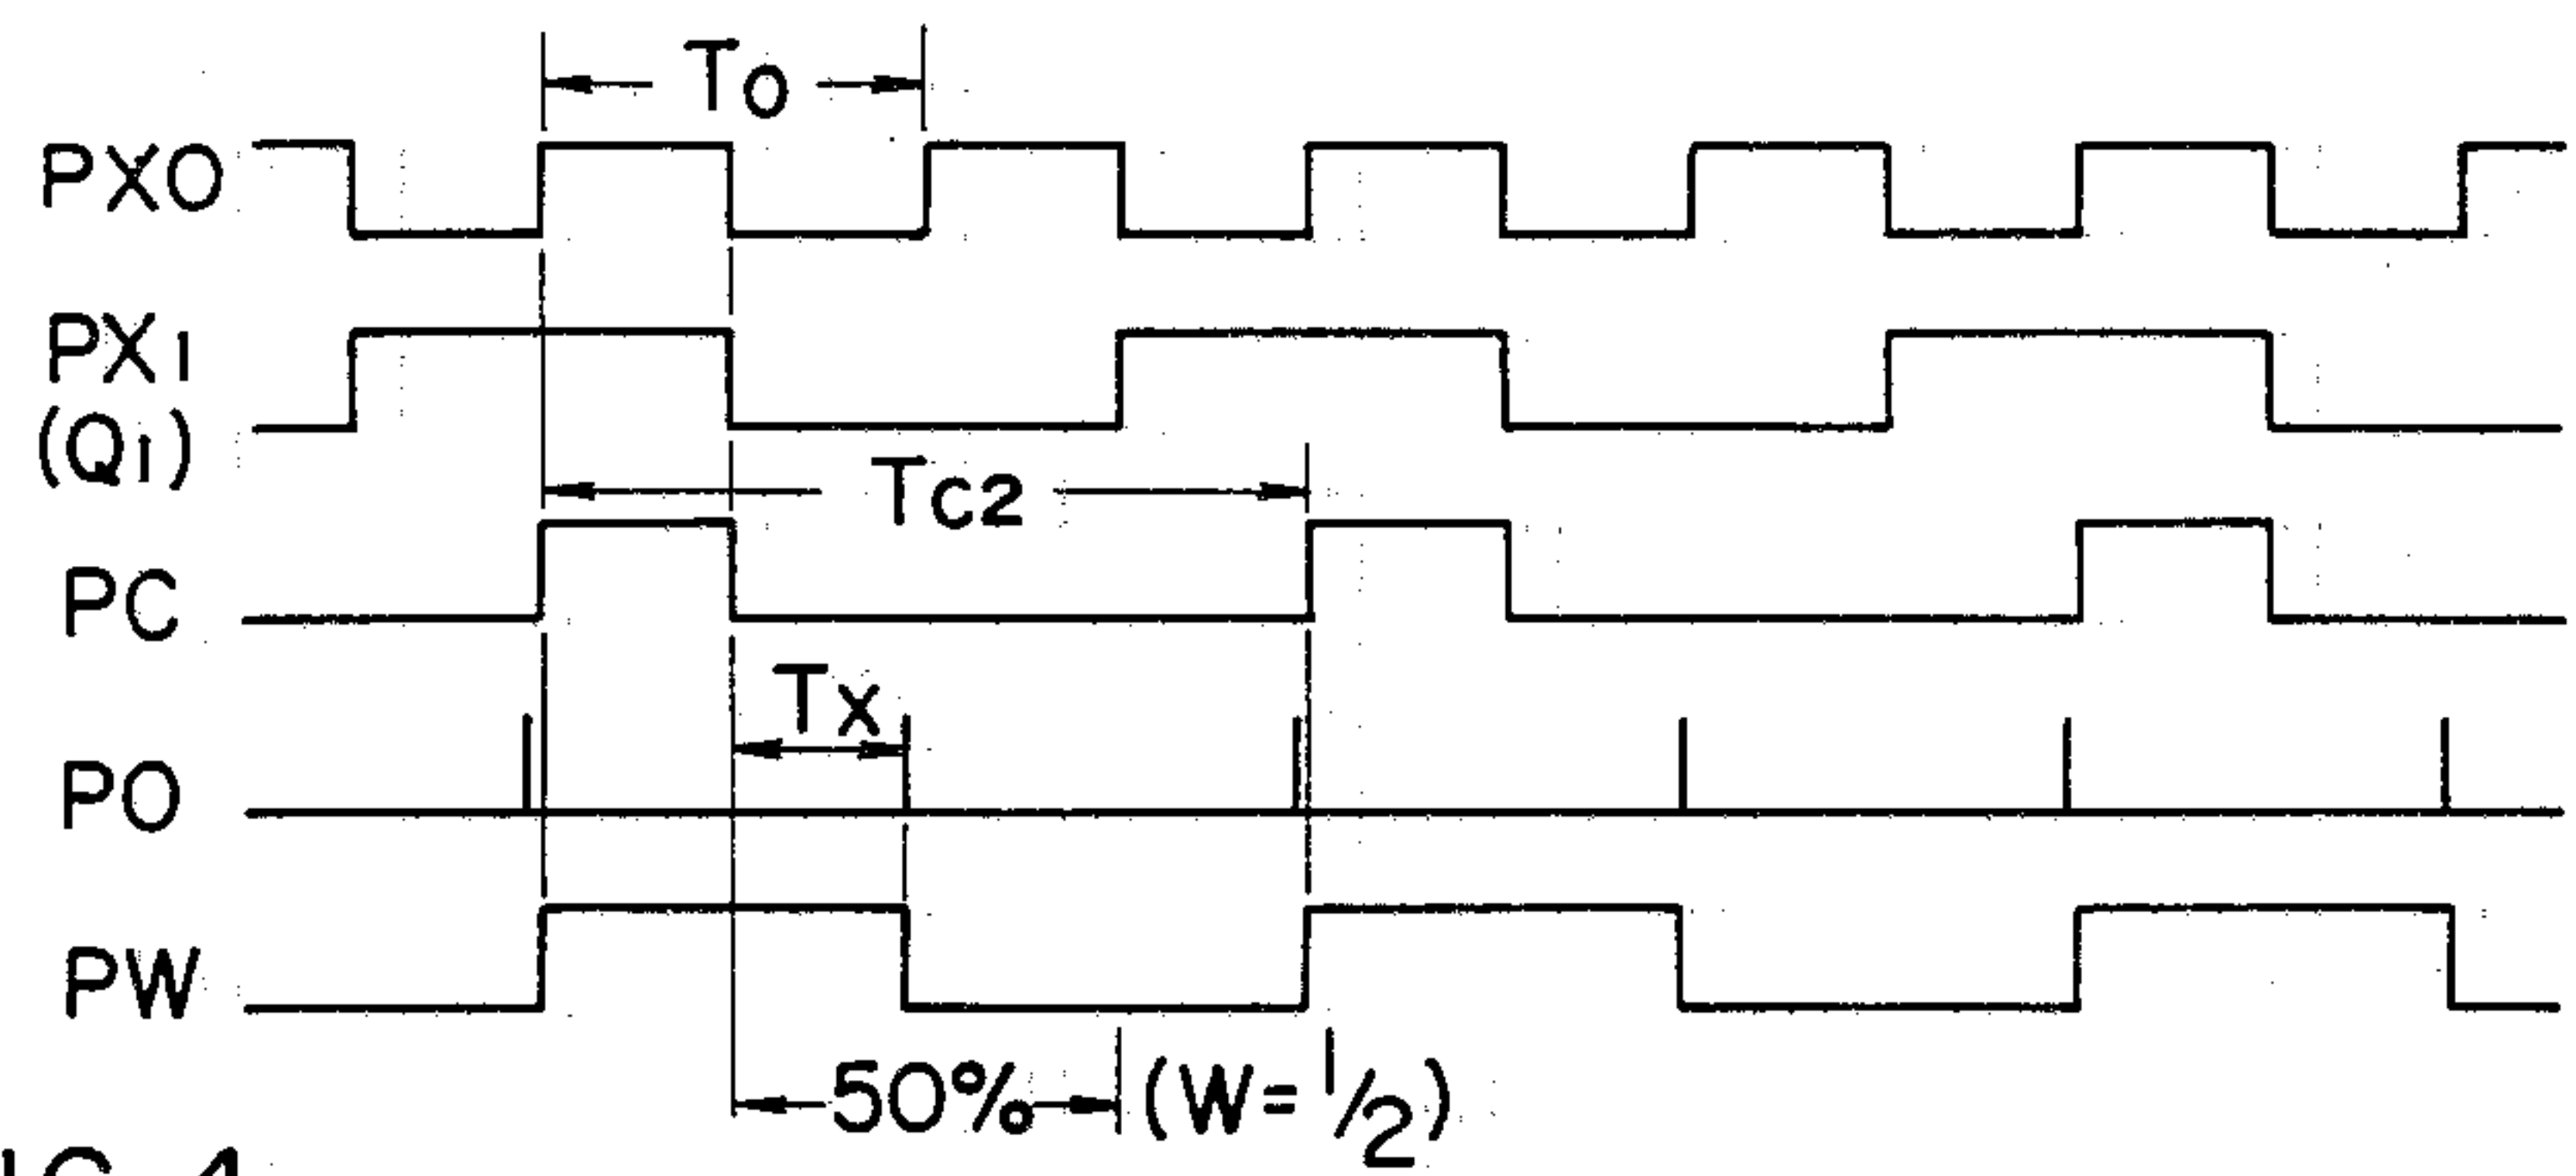 To
PXO
PX1
(Q1)
Tc2
PC
Tx
PO
PW
50% (W=1/2)